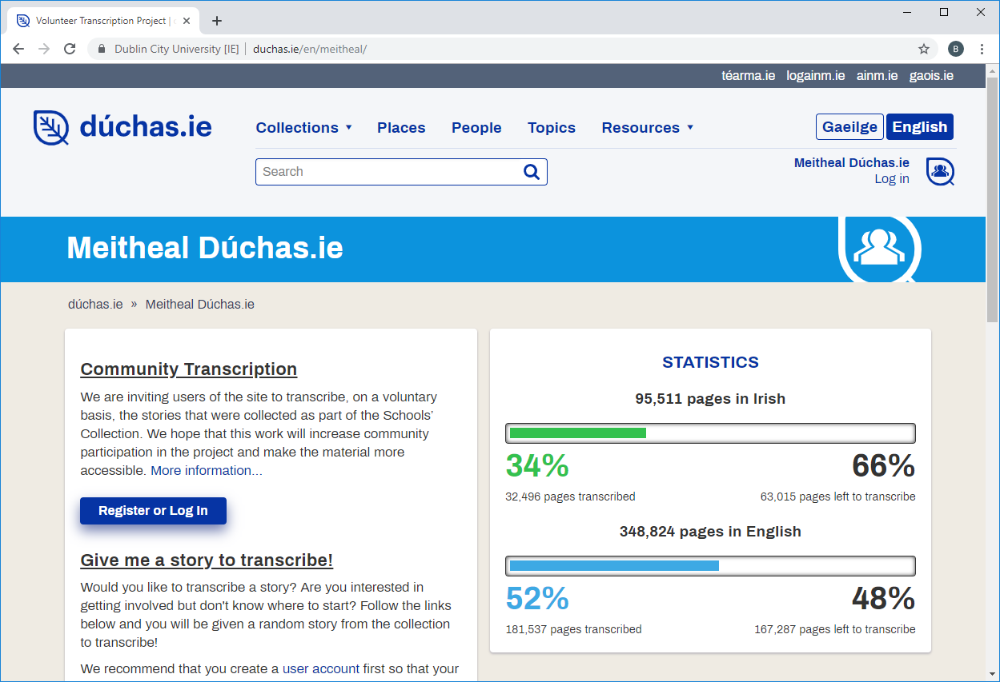 Volunteer Transcription Project |
Dublin City University [IE] | duchas.ie/en/meitheal/
B
téarma.ie logainm.ie ainm.ie gaois.ie
dúchas.ie
Collections ▼ Places People Topics Resources ▼
Gaeilge English
Search
Meitheal Dúchas.ie
Log in
Meitheal Dúchas.ie
dúchas.ie » Meitheal Dúchas.ie
Community Transcription
We are inviting users of the site to transcribe, on a voluntary
basis, the stories that were collected as part of the Schools’
Collection. We hope that this work will increase community
participation in the project and make the material more
accessible. More information...
Register or Log In
Give me a story to transcribe!
Would you like to transcribe a story? Are you interested in
getting involved but don't know where to start? Follow the links
below and you will be given a random story from the collection
to transcribe!
We recommend that you create a user account first so that your
STATISTICS
95,511 pages in Irish
34% 66%
32,496 pages transcribed 63,015 pages left to transcribe
348,824 pages in English
52% 48%
181,537 pages transcribed 167,287 pages left to transcribe